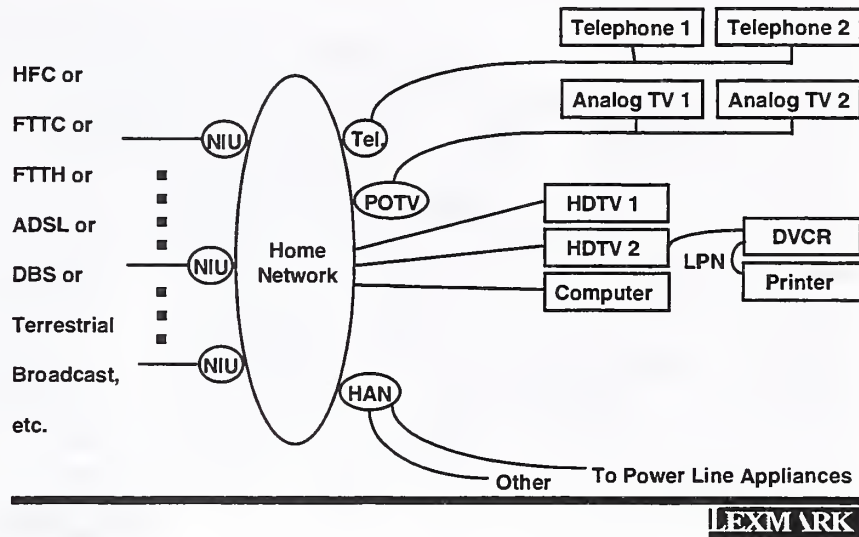 Telephone 1 Telephone 2
HFC or
FTTC or
FTTH or
ADSL or
DBS or
Terrestrial
Broadcast,
etc.
NIU
NIU
NIU
Home
Network
Tel.
Analog TV 1 Analog TV 2
POTV
HDTV 1
HDTV 2
LPN
DVCR
Printer
Computer
HAN
Other
To Power Line Appliances
LEXMARK